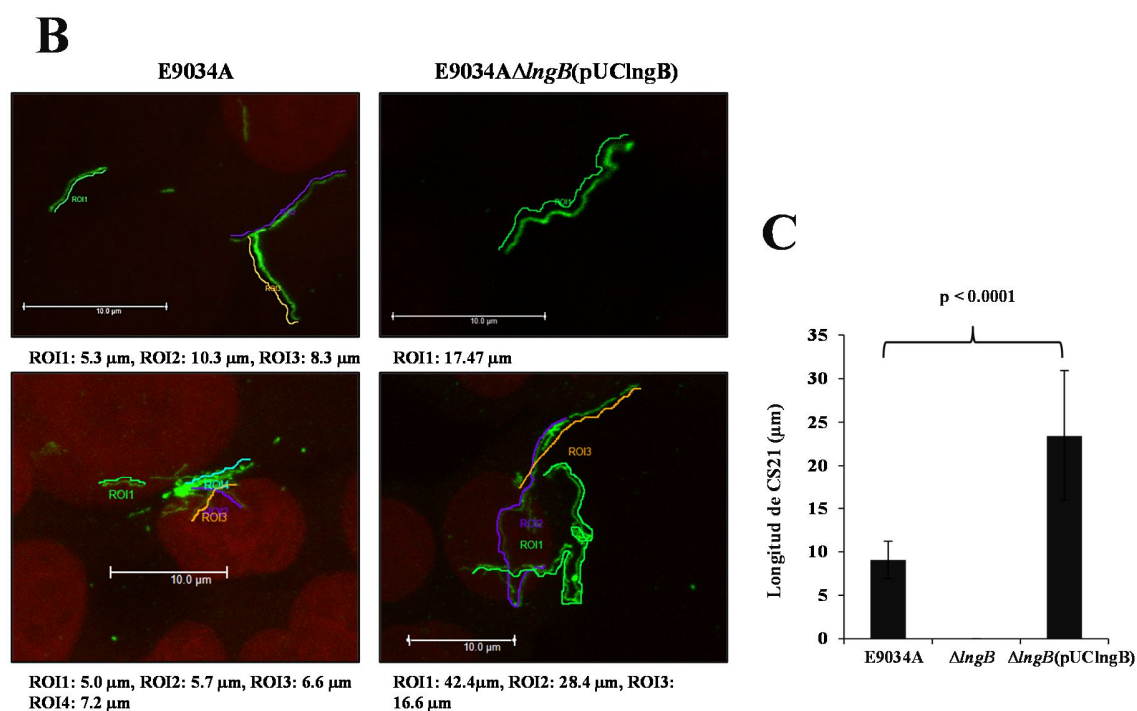 B
E9034A
E9034AΔlngB(pUClngB)
ROI1
ROI3
10.0 µm
ROI1
10.0 µm
ROI1: 5.3 µm, ROI2: 10.3 µm, ROI3: 8.3 µm
ROI1: 17.47 µm
ROI1
ROI4
ROI3
10.0 µm
ROI3
ROI2
ROI1
10.0 µm
ROI1: 5.0 µm, ROI2: 5.7 µm, ROI3: 6.6 µm
ROI4: 7.2 µm
ROI1: 42.4µm, ROI2: 28.4 µm, ROI3:
16.6 µm
C
p < 0.0001
Longitud de CS21 (µm)
35
30
25
20
15
10
5
0
E9034A
ΔlngB
ΔlngB(pUClngB)